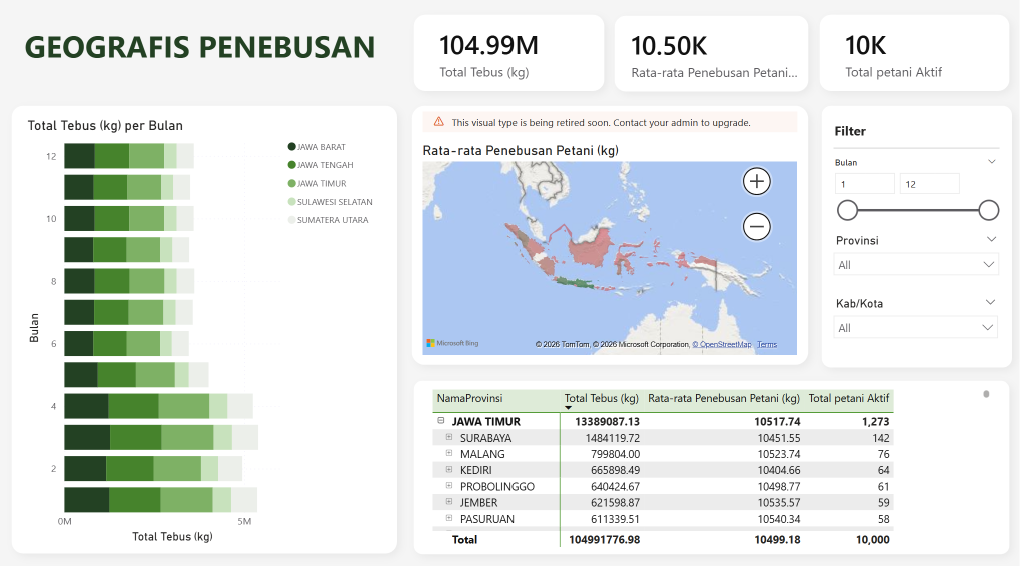 GEOGRAFIS PENEBUSAN
104.99M
Total Tebus (kg)
10.50K
Rata-rata Penebusan Petani...
10K
Total petani Aktif
Total Tebus (kg) per Bulan
12
10
8
6
4
2
Bulan
0M
5M
Total Tebus (kg)
JAWA BARAT
JAWA TENGAH
JAWA TIMUR
SULAWESI SELATAN
SUMATERA UTARA
This visual type is being retired soon. Contact your admin to upgrade.
Rata-rata Penebusan Petani (kg)
Microsoft Bing
© 2026 TomTom, © 2026 Microsoft Corporation, © OpenStreetMap Terms
Filter
Bulan
1 12
Provinsi
All
Kab/Kota
All
NamaProvinsi Total Tebus (kg) Rata-rata Penebusan Petani (kg) Total petani Aktif
JAWA TIMUR 13389087.13 10517.74 1,273
SURABAYA 1484119.72 10451.55 142
MALANG 799804.00 10523.74 76
KEDIRI 665898.49 10404.66 64
PROBOLINGGO 640424.67 10498.77 61
JEMBER 621598.87 10535.57 59
PASURUAN 611339.51 10540.34 58
Total 104991776.98 10499.18 10,000